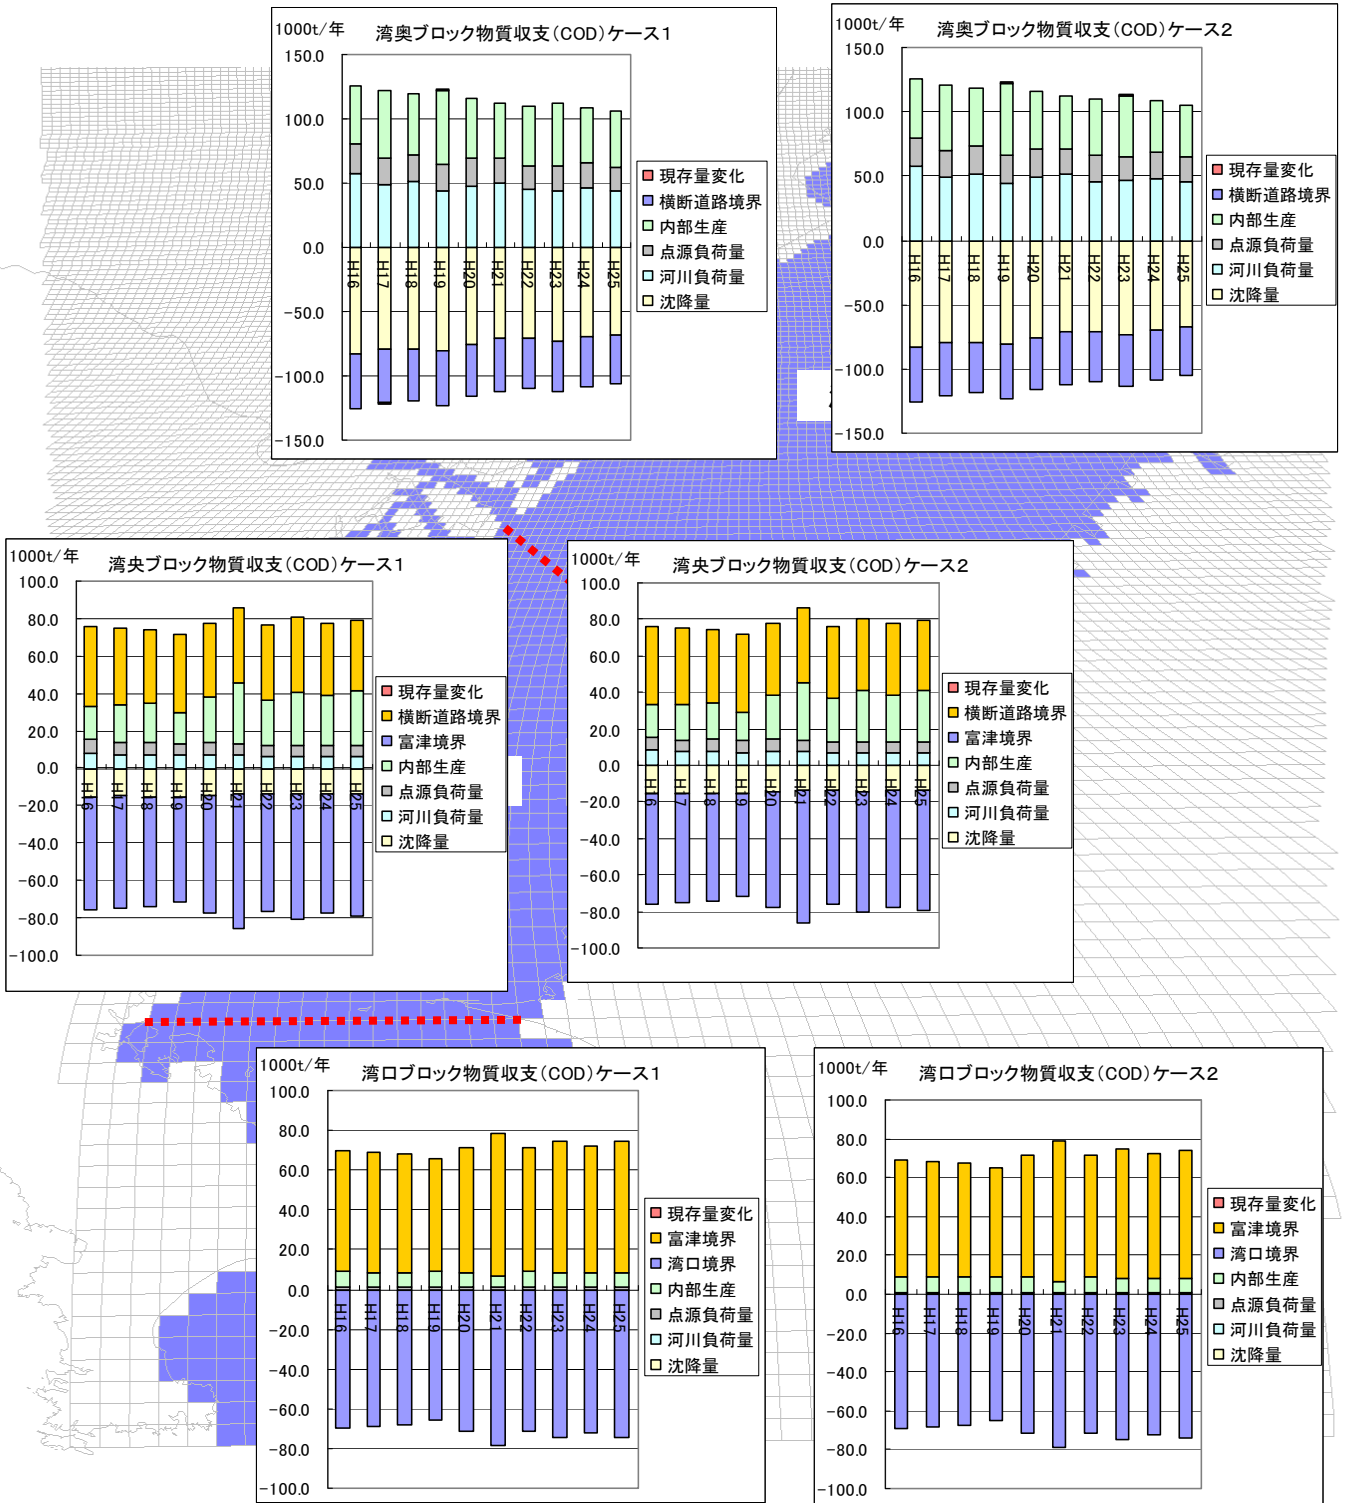 1000t/年
湾奥ブロック物質収支(COD)ケース1
150.0
100.0
50.0
0.0
-50.0
-100.0
-150.0
H16
H17
H18
H19
H20
H21
H22
H23
H24
H25
現存量変化
横断道路境界
内部生産
点源負荷量
河川負荷量
沈降量
1000t/年
湾奥ブロック物質収支(COD)ケース2
150.0
100.0
50.0
0.0
-50.0
-100.0
-150.0
H16
H17
H18
H19
H20
H21
H22
H23
H24
H25
現存量変化
横断道路境界
内部生産
点源負荷量
河川負荷量
沈降量
1000t/年
湾央ブロック物質収支(COD)ケース1
100.0
80.0
60.0
40.0
20.0
0.0
-20.0
-40.0
-60.0
-80.0
-100.0
H16
H17
H18
H19
H20
H21
H22
H23
H24
H25
現存量変化
横断道路境界
富津境界
内部生産
点源負荷量
河川負荷量
沈降量
1000t/年
湾央ブロック物質収支(COD)ケース2
100.0
80.0
60.0
40.0
20.0
0.0
-20.0
-40.0
-60.0
-80.0
-100.0
H16
H17
H18
H19
H20
H21
H22
H23
H24
H25
現存量変化
横断道路境界
富津境界
内部生産
点源負荷量
河川負荷量
沈降量
1000t/年
湾口ブロック物質収支(COD)ケース1
100.0
80.0
60.0
40.0
20.0
0.0
-20.0
-40.0
-60.0
-80.0
-100.0
H16
H17
H18
H19
H20
H21
H22
H23
H24
H25
現存量変化
富津境界
湾口境界
内部生産
点源負荷量
河川負荷量
沈降量
1000t/年
湾口ブロック物質収支(COD)ケース2
100.0
80.0
60.0
40.0
20.0
0.0
-20.0
-40.0
-60.0
-80.0
-100.0
H16
H17
H18
H19
H20
H21
H22
H23
H24
H25
現存量変化
富津境界
湾口境界
内部生産
点源負荷量
河川負荷量
沈降量